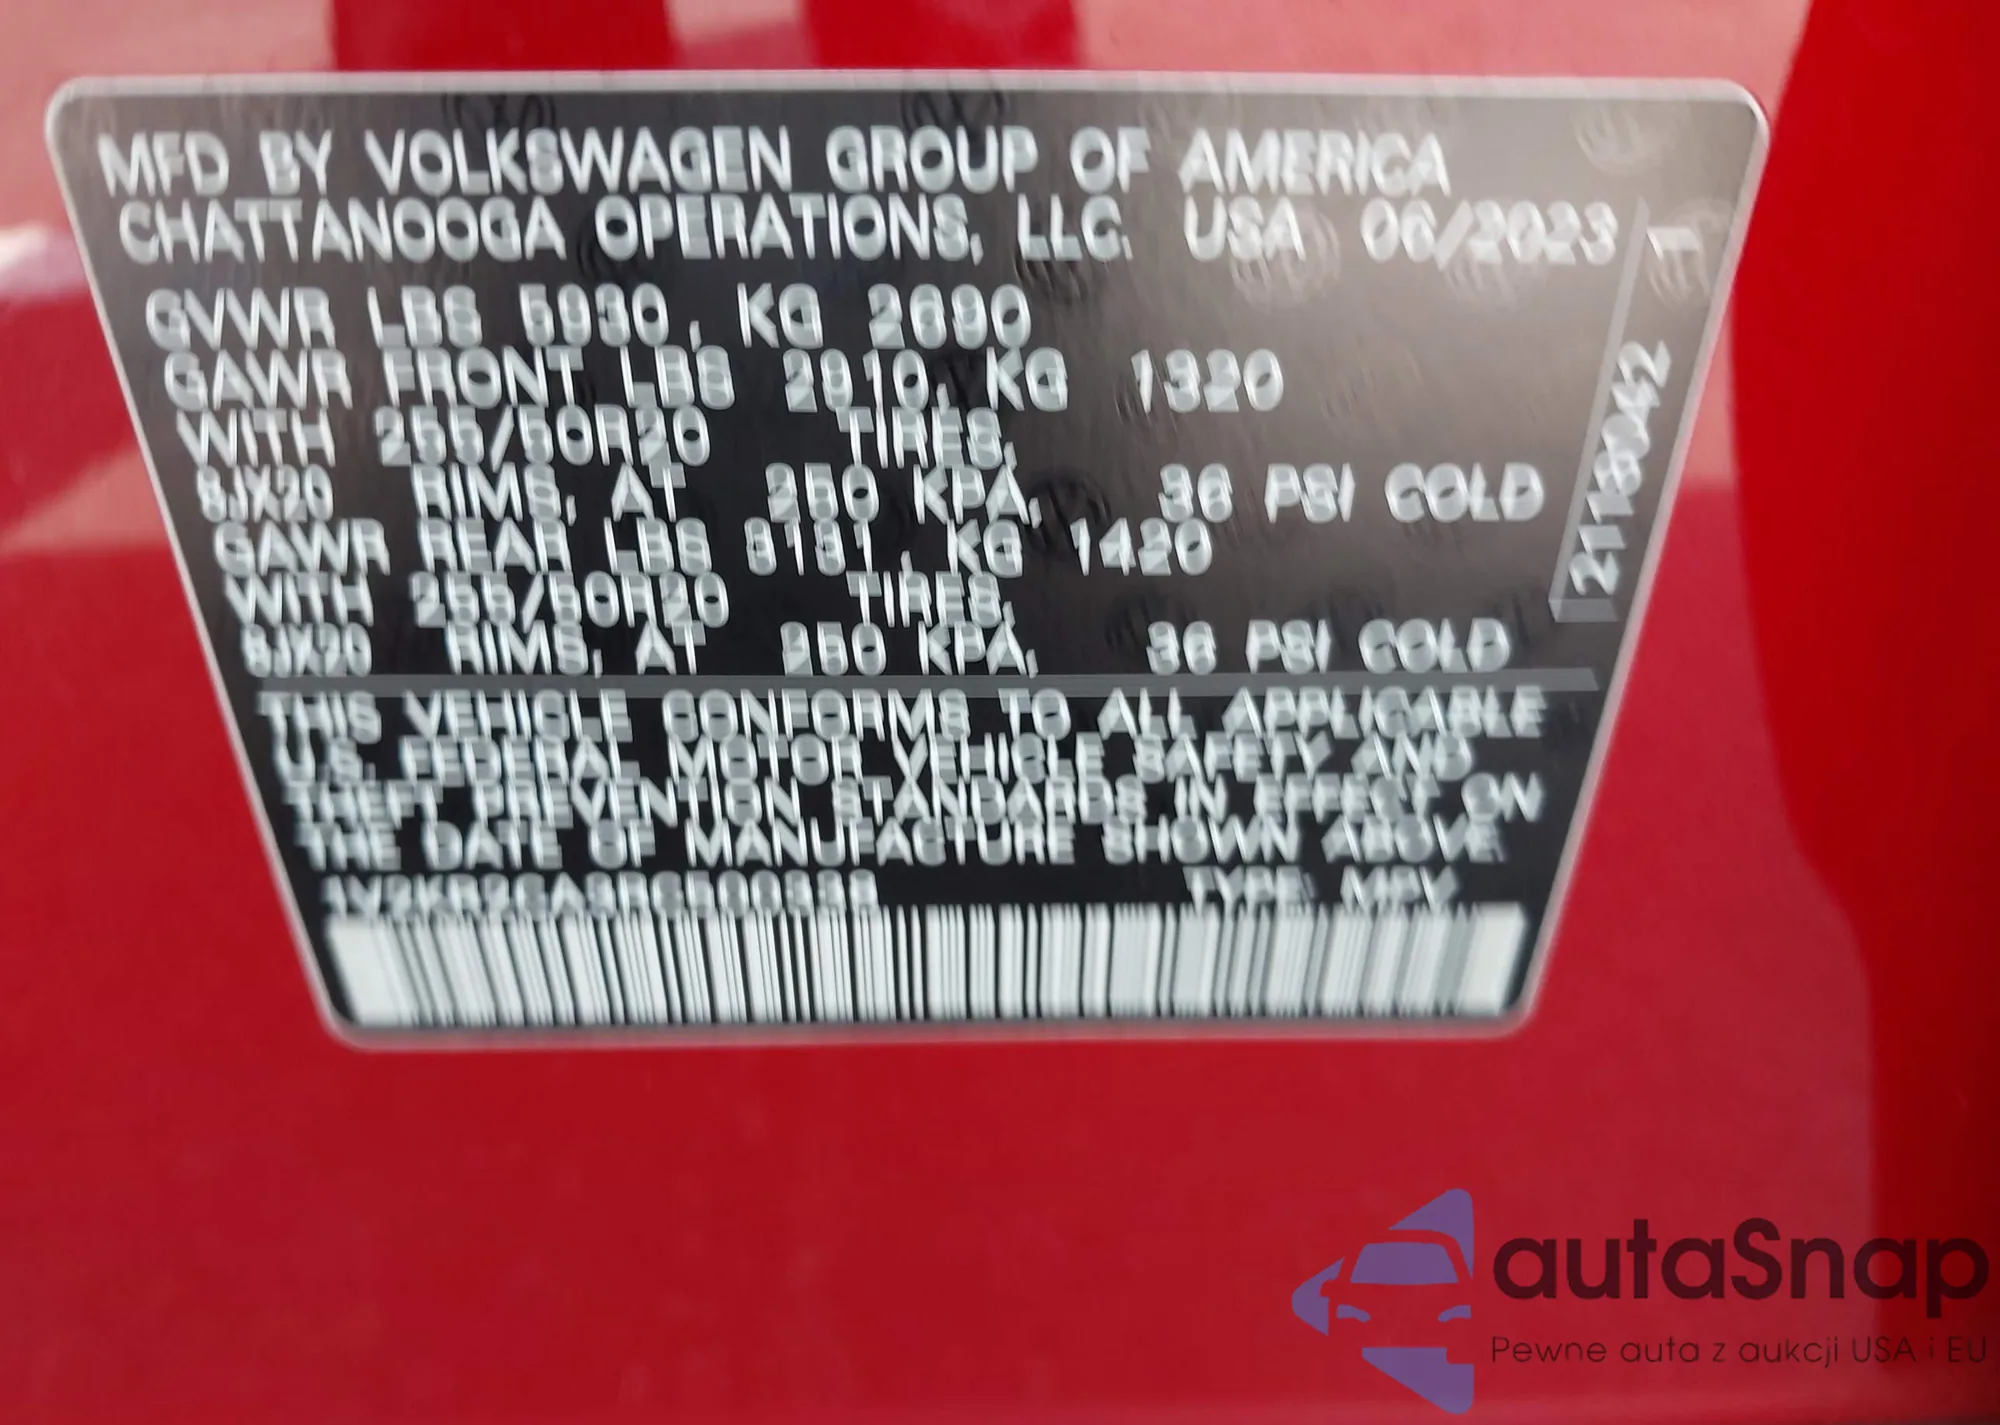 MFD BY VOLKSWAGEN GROUP OF AMERICA
CHATTANOOGA OPERATIONS, LLC. USA 06/2023
GVWR LBS 5930, KG 2690
GAWR FRONT LBS 2910, KG 1320
WITH 255/50R20 TIRES,
8JX20 RIMS, AT 250 KPA, 36 PSI COLD
GAWR REAR LBS 3131, KG 1420
WITH 255/50R20 TIRES,
8JX20 RIMS, AT 250 KPA, 36 PSI COLD
THIS VEHICLE CONFORMS TO ALL APPLICABLE
U.S. FEDERAL MOTOR VEHICLE SAFETY AND
THEFT PREVENTION STANDARDS IN EFFECT ON
THE DATE OF MANUFACTURE SHOWN ABOVE
TYPE: MPV
autaSnap
Pewne auta z aukcji USA i EU